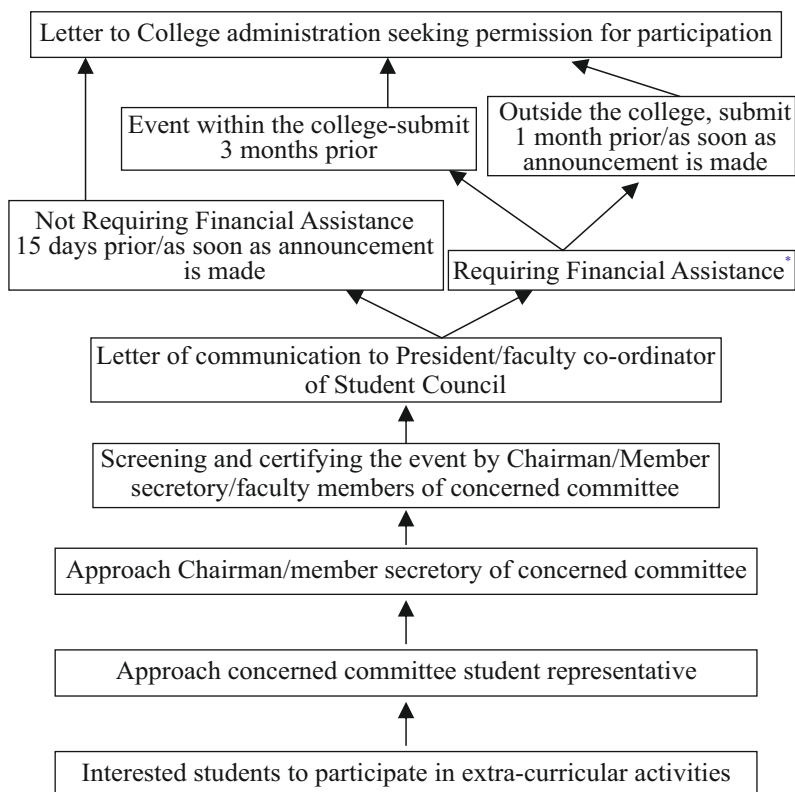 Letter to College administration seeking permission for participation
Event within the college-submit
3 months prior
Outside the college, submit
1 month prior/as soon as
announcement is made
Not Requiring Financial Assistance
15 days prior/as soon as announcement
is made
Requiring Financial Assistance*
Letter of communication to President/faculty co-ordinator
of Student Council
Screening and certifying the event by Chairman/Member
secretory/faculty members of concerned committee
Approach Chairman/member secretary of concerned committee
Approach concerned committee student representative
Interested students to participate in extra-curricular activities